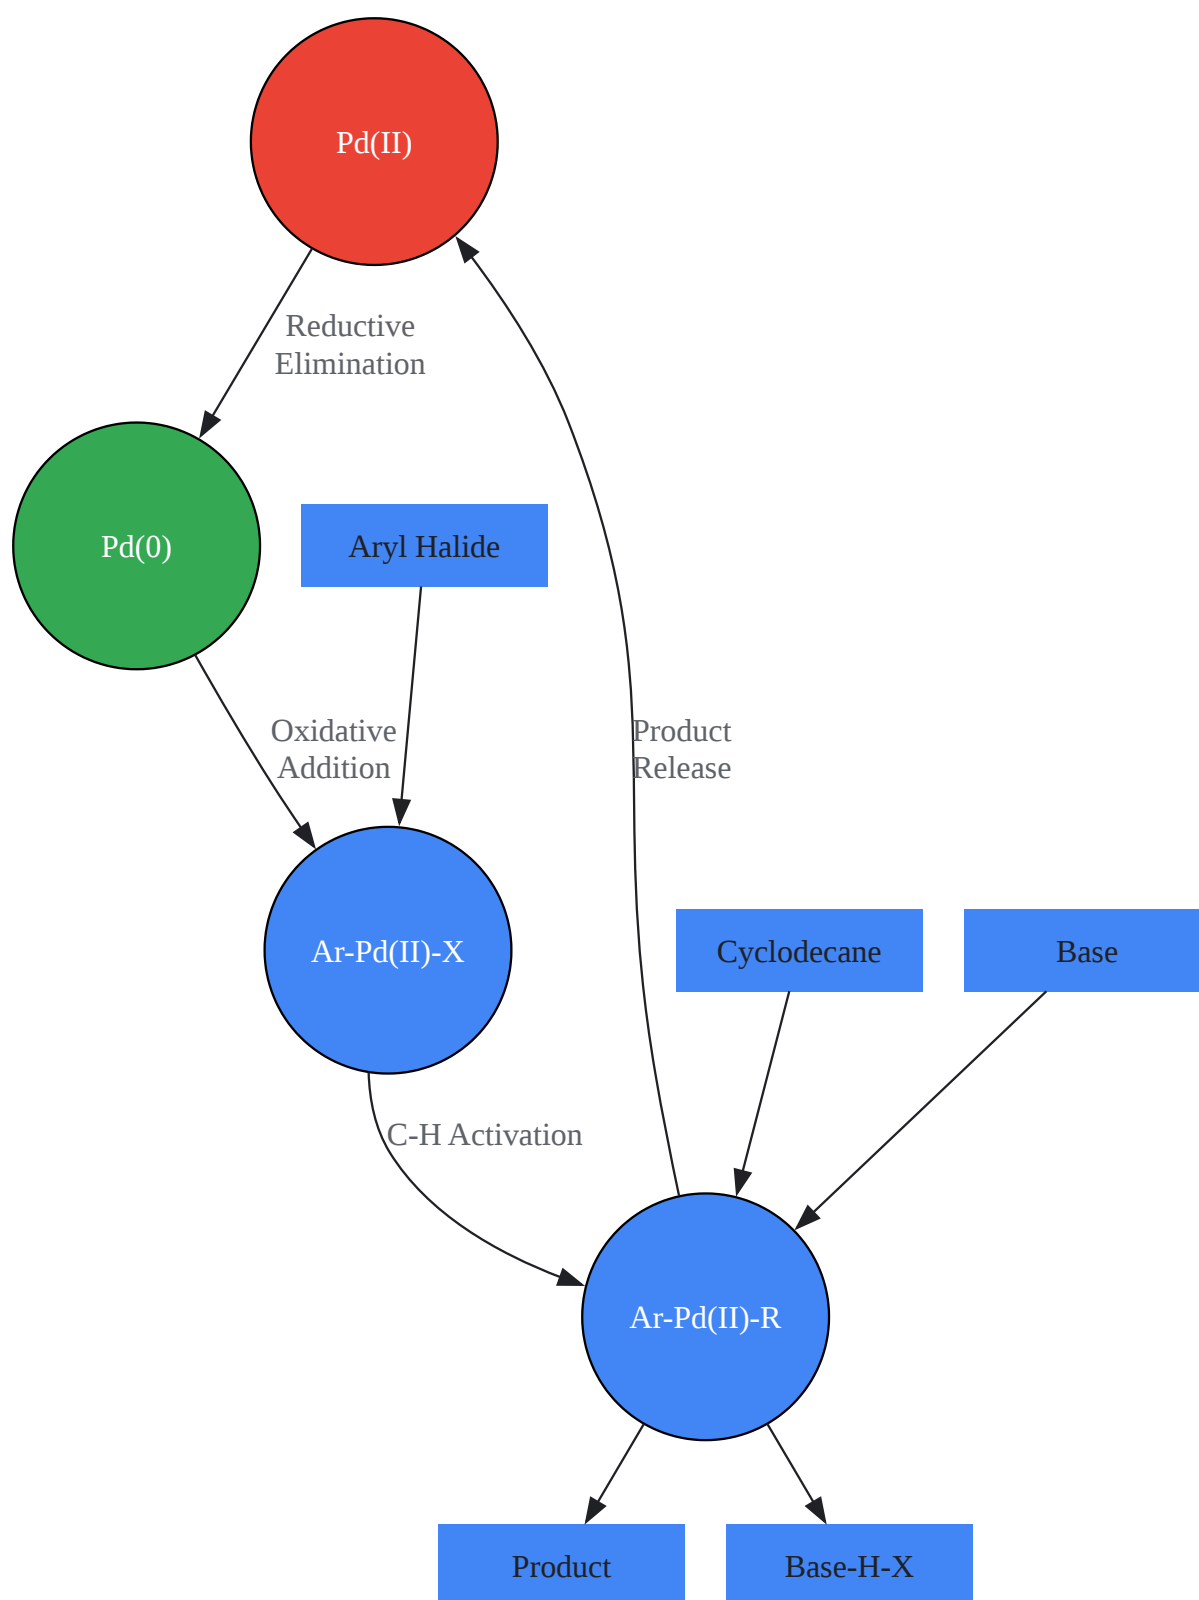 Pd(II)
Reductive
Elimination
Pd(0)
Aryl Halide
Oxidative
Addition
Product
Release
Ar-Pd(II)-X
Cyclodecane
Base
C-H Activation
Ar-Pd(II)-R
Product
Base-H-X